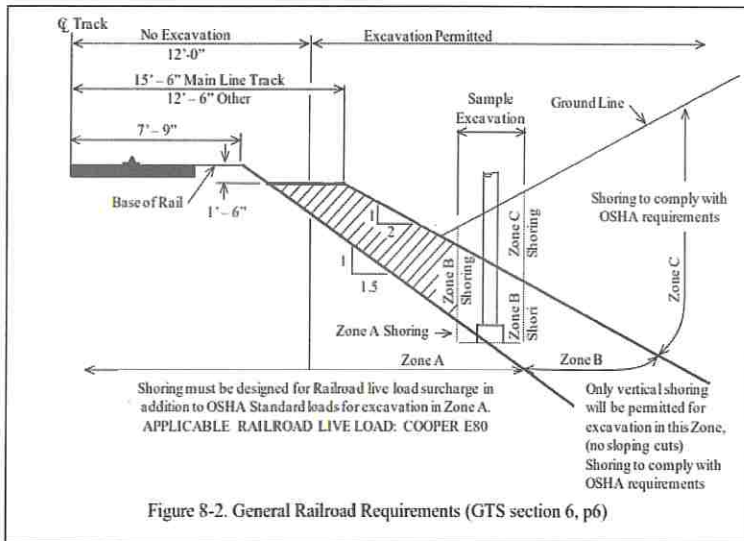 ℄ Track
No Excavation
12'-0"
Excavation Permitted
15' – 6" Main Line Track
12' – 6" Other
Sample
Excavation
Ground Line
7' – 9"
Base of Rail
1' – 6"
1
2
1
1.5
Zone B
Shoring
Zone C
Shoring
Zone B
Shori
Shoring to comply with
OSHA requirements
Zone C
Zone A Shoring
Zone A
Zone B
Shoring must be designed for Railroad live load surcharge in
addition to OSHA Standard loads for excavation in Zone A.
APPLICABLE RAILROAD LIVE LOAD: COOPER E80
Only vertical shoring
will be permitted for
excavation in this Zone,
(no sloping cuts)
Shoring to comply with
OSHA requirements
Figure 8-2. General Railroad Requirements (GTS section 6, p6)